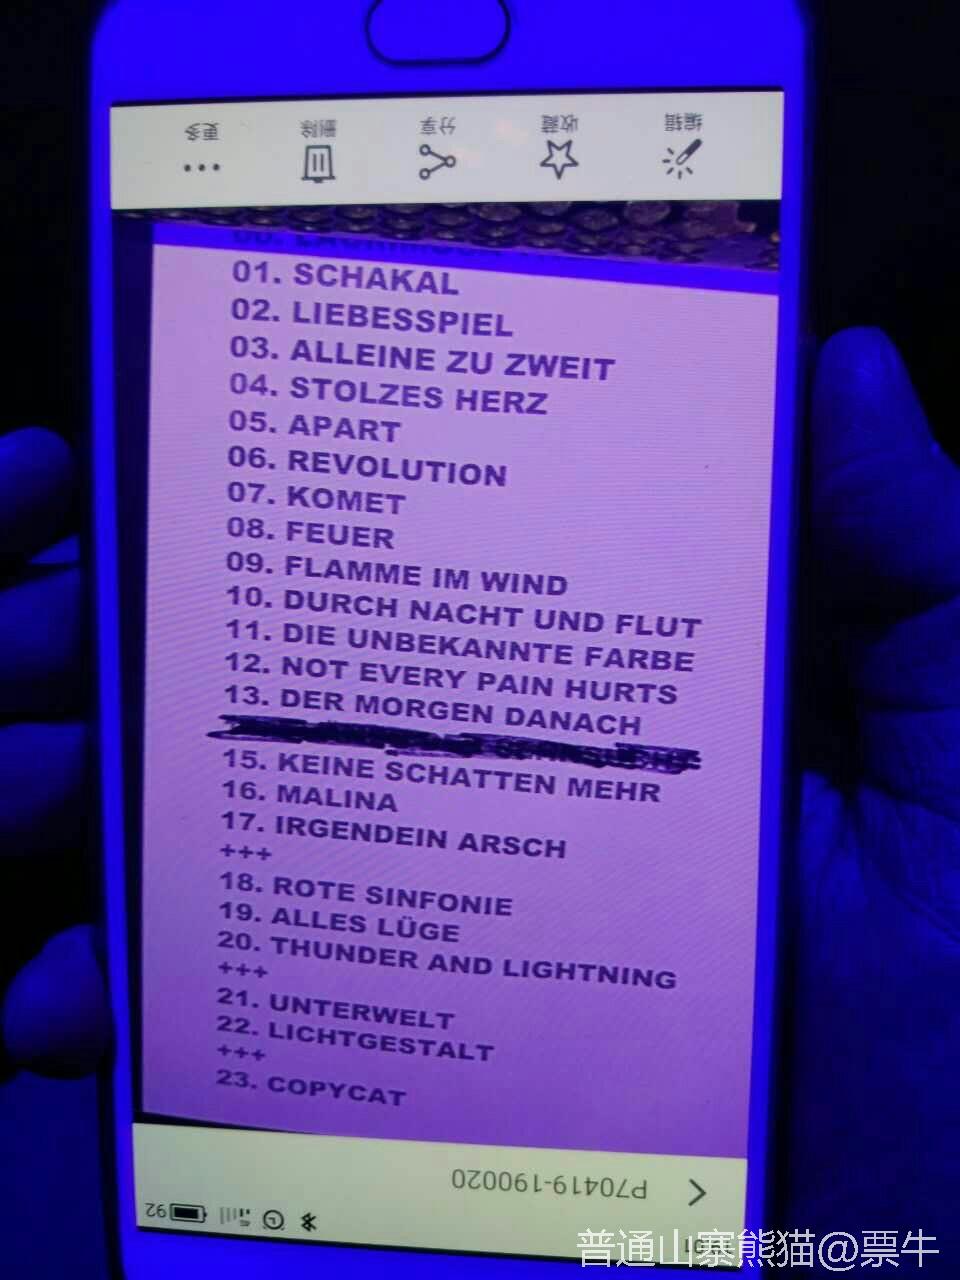 编辑
收藏
分享
删除
更多
01. SCHAKAL
02. LIEBESSPIEL
03. ALLEINE ZU ZWEIT
04. STOLZES HERZ
05. APART
06. REVOLUTION
07. KOMET
08. FEUER
09. FLAMME IM WIND
10. DURCH NACHT UND FLUT
11. DIE UNBEKANNTE FARBE
12. NOT EVERY PAIN HURTS
13. DER MORGEN DANACH
15. KEINE SCHATTEN MEHR
16. MALINA
17. IRGENDEIN ARSCH
+++
18. ROTE SINFONIE
19. ALLES LÜGE
20. THUNDER AND LIGHTNING
+++
21. UNTERWELT
22. LICHTGESTALT
+++
23. COPYCAT
P70419-190020
4G 92
普通山寨熊猫@票牛